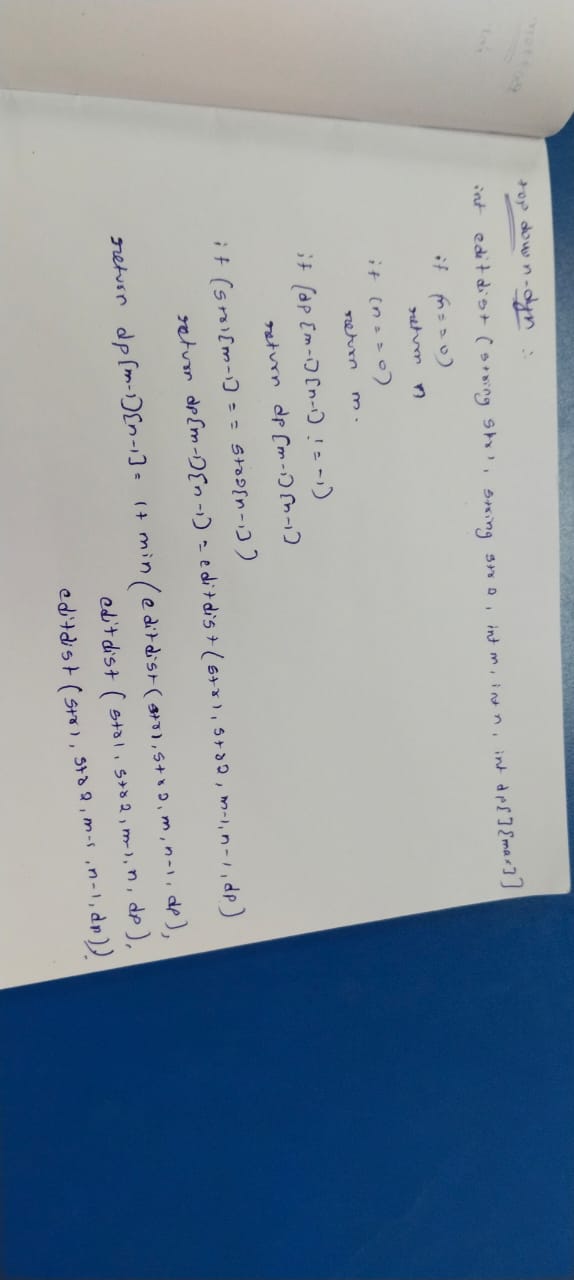 top down-dyn :
int editdist (string str1, string str2, int m, int n, int dp[][max]]
if (m==0)
return n
if (n==0)
return m.
if (dp[m-1][n-1] != -1)
return dp[m-1][n-1]
if (str1[m-1] == str2[n-1])
return dp[m-1][n-1] = editdist(str1, str2, m-1, n-1, dp)
return dp[m-1][n-1] = 1+ min(editdist(str1, str2, m, n-1, dp),
editdist (str1, str2, m-1, n, dp),
editdist (str1, str2, m-1, n-1, dp)).